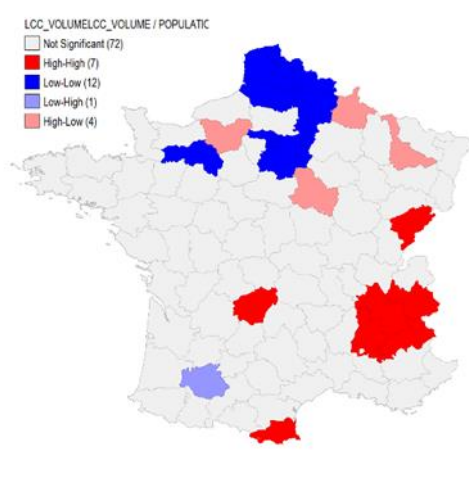 LCC_VOLUMELCC_VOLUME / POPULATIC
Not Significant (72)
High-High (7)
Low-Low (12)
Low-High (1)
High-Low (4)